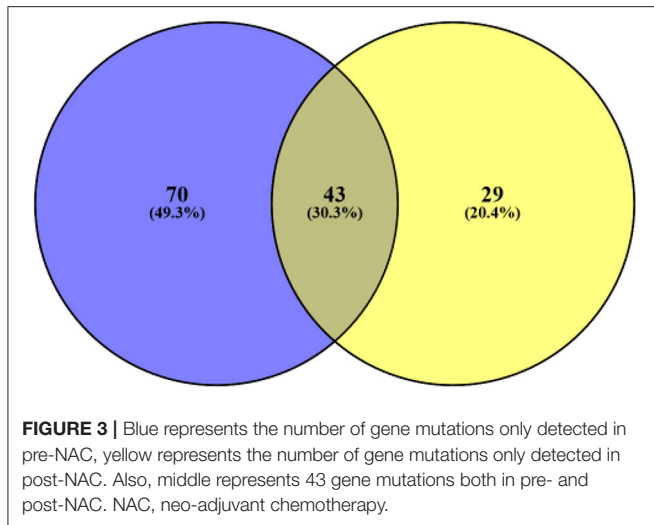 70
(49.3%)
43
(30.3%)
29
(20.4%)
FIGURE 3 | Blue represents the number of gene mutations only detected in
pre-NAC, yellow represents the number of gene mutations only detected in
post-NAC. Also, middle represents 43 gene mutations both in pre- and
post-NAC. NAC, neo-adjuvant chemotherapy.